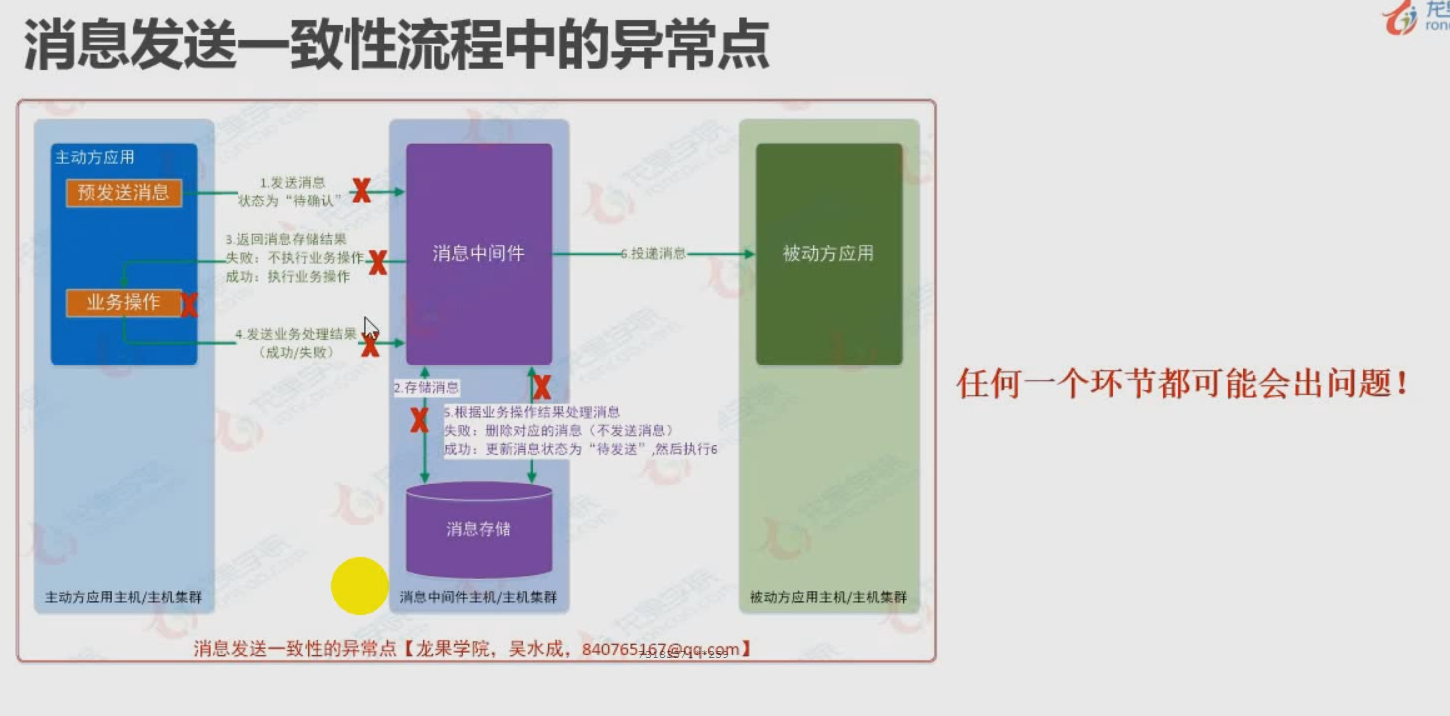 消息发送一致性流程中的异常点
龙果
主动方应用
预发送消息
1.发送消息
状态为“待确认”
X
3.返回消息存储结果
失败：不执行业务操作
成功：执行业务操作
X
业务操作
X
4.发送业务处理结果
（成功/失败）
X
消息中间件
6.投递消息
被动方应用
2.存储消息
X
X
5.根据业务操作结果处理消息
失败：删除对应的消息（不发送消息）
成功：更新消息状态为“待发送”,然后执行6
消息存储
主动方应用主机/主机集群
消息中间件主机/主机集群
被动方应用主机/主机集群
消息发送一致性的异常点【龙果学院，吴水成，840765167@qq.com】
任何一个环节都可能会出问题！